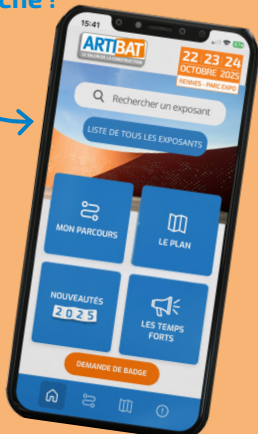 15:41
ARTIBAT
LE SALON DE LA CONSTRUCTION
22 23 24
OCTOBRE 2025
RENNES - PARC EXPO
Rechercher un exposant
LISTE DE TOUS LES EXPOSANTS
MON PARCOURS
LE PLAN
NOUVEAUTÉS
2025
LES TEMPS
FORTS
DEMANDE DE BADGE